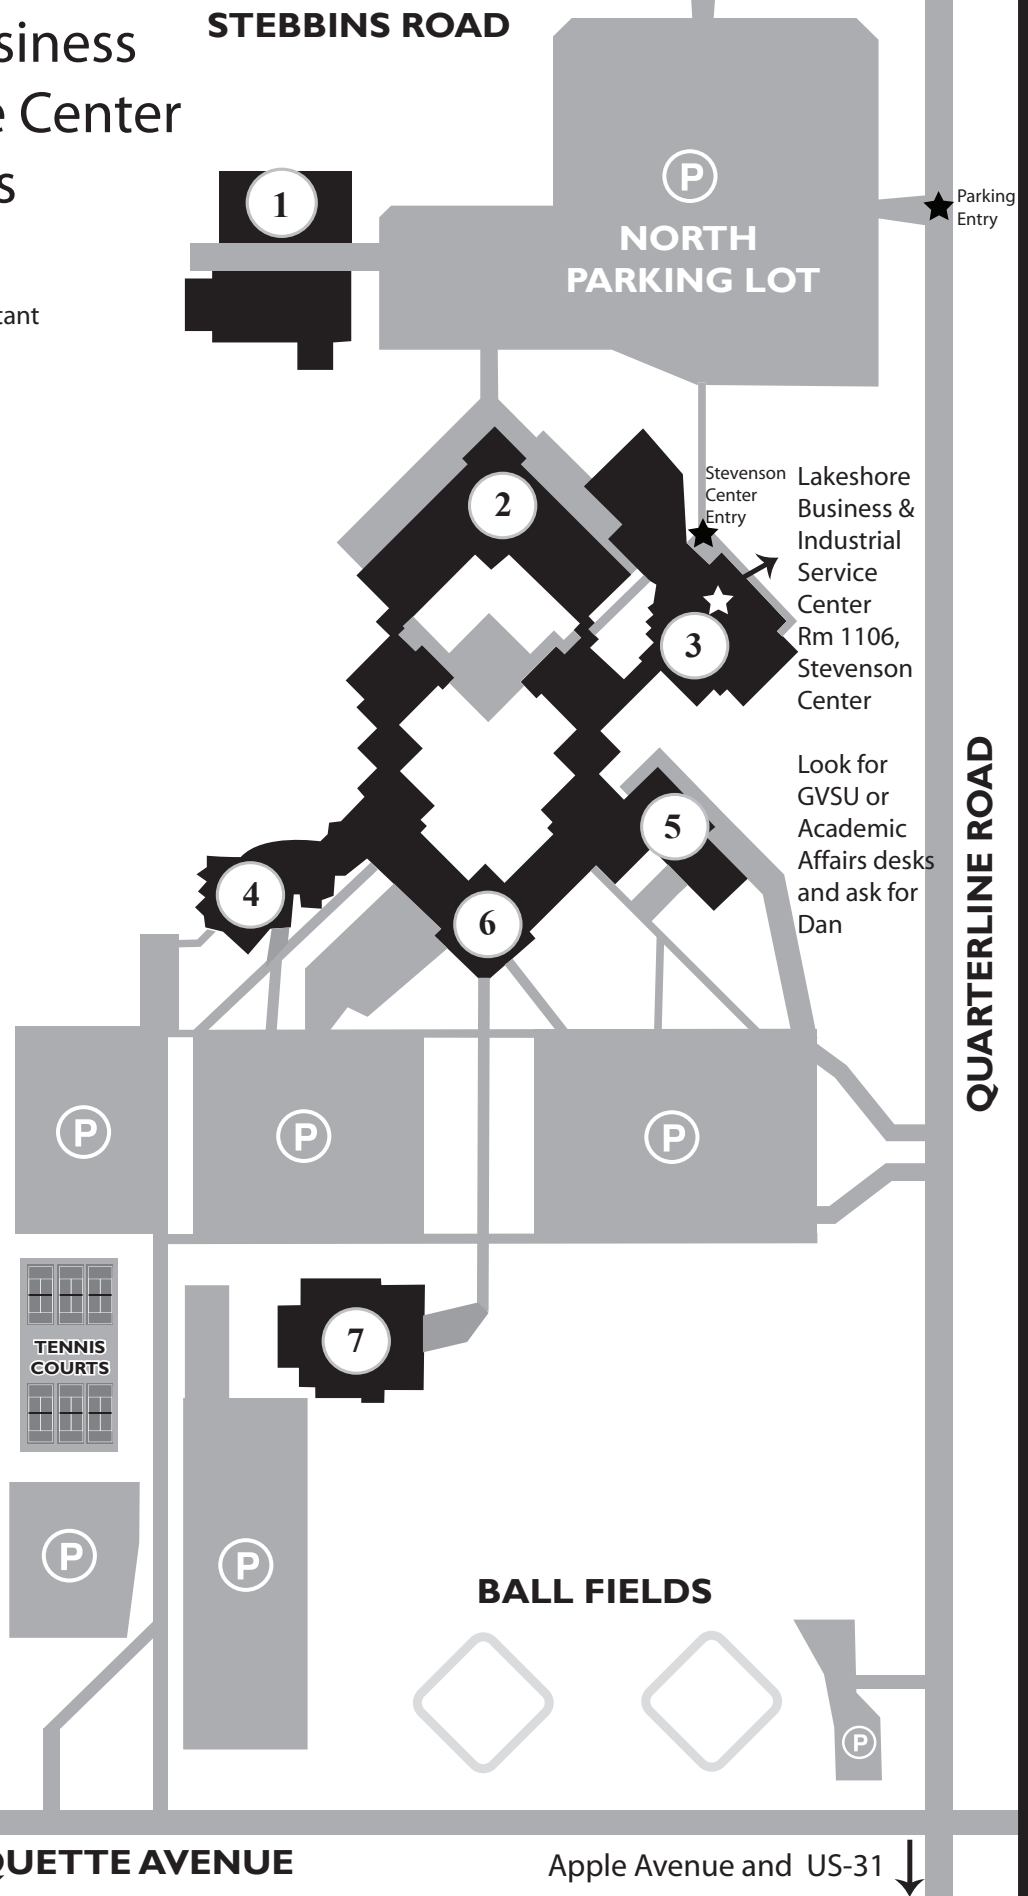 STEBBINS ROAD
siness
e Center
s
tant
1
P
NORTH
PARKING LOT
Parking
Entry
2
Stevenson
Center
Entry
Lakeshore
Business &
Industrial
Service
Center
Rm 1106,
Stevenson
Center
3
Look for
GVSU or
Academic
Affairs desks
and ask for
Dan
QUARTERLINE ROAD
5
4
6
P
P
P
7
TENNIS
COURTS
P
P
BALL FIELDS
P
QUETTE AVENUE
Apple Avenue and US-31